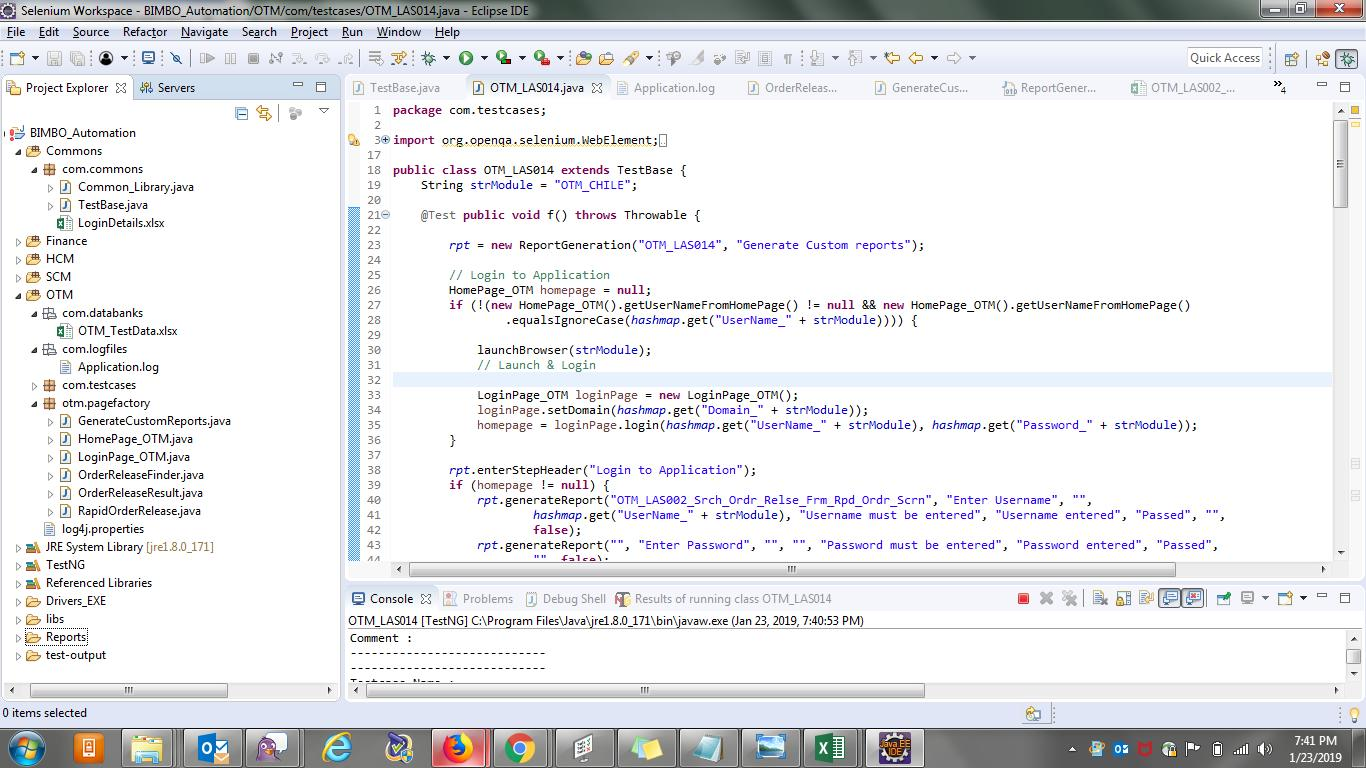 Selenium Workspace - BIMBO_Automation/OTM/com/testcases/OTM_LAS014.java - Eclipse IDE
File Edit Source Refactor Navigate Search Project Run Window Help
Quick Access
Project Explorer
Servers
BIMBO_Automation
Commons
com.commons
Common_Library.java
TestBase.java
LoginDetails.xlsx
Finance
HCM
SCM
OTM
com.databanks
OTM_TestData.xlsx
com.logfiles
Application.log
com.testcases
otm.pagefactory
GenerateCustomReports.java
HomePage_OTM.java
LoginPage_OTM.java
OrderReleaseFinder.java
OrderReleaseResult.java
RapidOrderRelease.java
log4j.properties
JRE System Library [jre1.8.0_171]
TestNG
Referenced Libraries
Drivers_EXE
libs
Reports
test-output
TestBase.java OTM_LAS014.java Application.log OrderReleas... GenerateCus... ReportGener... OTM_LAS002_... 4
1 package com.testcases;
2
3 import org.openqa.selenium.WebElement;
17
18 public class OTM_LAS014 extends TestBase {
19 String strModule = "OTM_CHILE";
20
21 @Test public void f() throws Throwable {
22
23 rpt = new ReportGeneration("OTM_LAS014", "Generate Custom reports");
24
25 // Login to Application
26 HomePage_OTM homepage = null;
27 if (!(new HomePage_OTM().getUserNameFromHomePage() != null && new HomePage_OTM().getUserNameFromHomePage()
28 .equalsIgnoreCase(hashmap.get("UserName_" + strModule)))) {
29
30 launchBrowser(strModule);
31 // Launch & Login
32
33 LoginPage_OTM loginPage = new LoginPage_OTM();
34 loginPage.setDomain(hashmap.get("Domain_" + strModule));
35 homepage = loginPage.login(hashmap.get("UserName_" + strModule), hashmap.get("Password_" + strModule));
36 }
37
38 rpt.enterStepHeader("Login to Application");
39 if (homepage != null) {
40 rpt.generateReport("OTM_LAS002_Srch_Ordr_Relse_Frm_Rpd_Ordr_Scrn", "Enter Username", "",
41 hashmap.get("UserName_" + strModule), "Username must be entered", "Username entered", "Passed", "",
42 false);
43 rpt.generateReport("", "Enter Password", "", "", "Password must be entered", "Password entered", "Passed",
44 "", false);
Console Problems Debug Shell Results of running class OTM_LAS014
OTM_LAS014 [TestNG] C:\Program Files\Java\jre1.8.0_171\bin\javaw.exe (Jan 23, 2019, 7:40:53 PM)
Comment :
----------------------------
----------------------------
Testcase Name :
0 items selected
Java EE
IDE
7:41 PM
1/23/2019